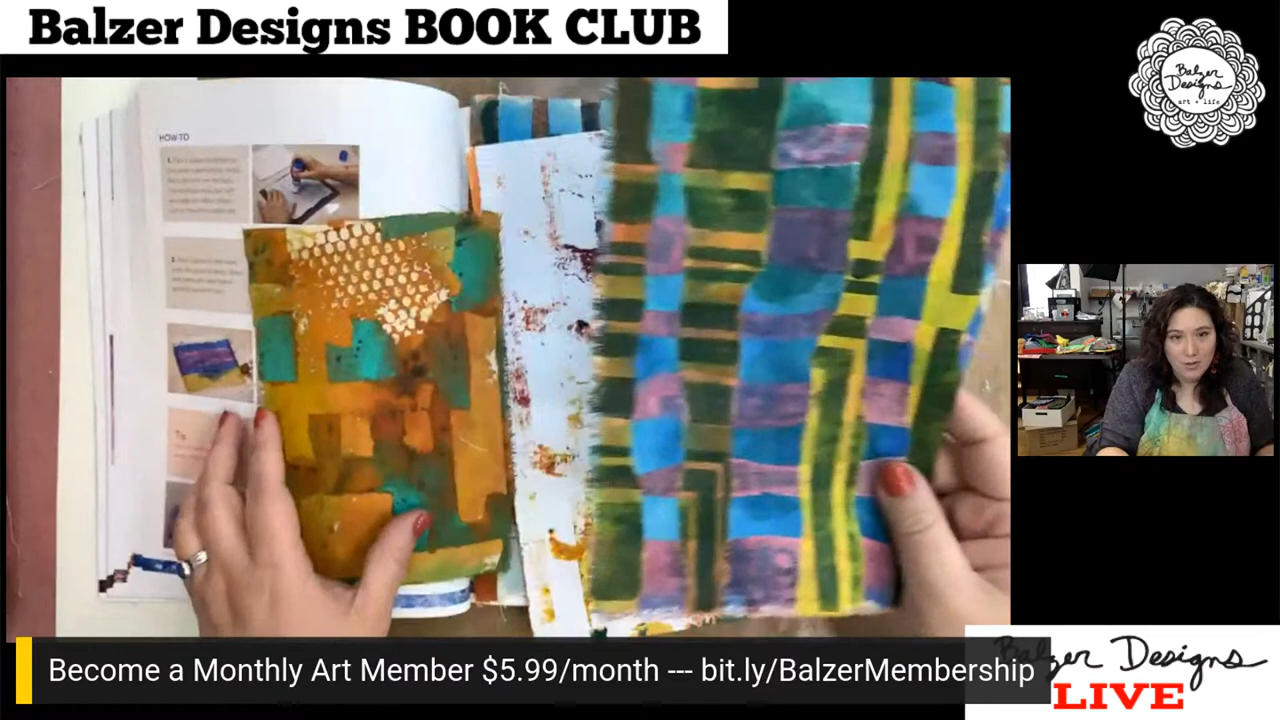 Balzer Designs BOOK CLUB
Balzer
Designs
art + life
HOW-TO
Become a Monthly Art Member $5.99/month --- bit.ly/BalzerMembership
Balzer Designs
LIVE